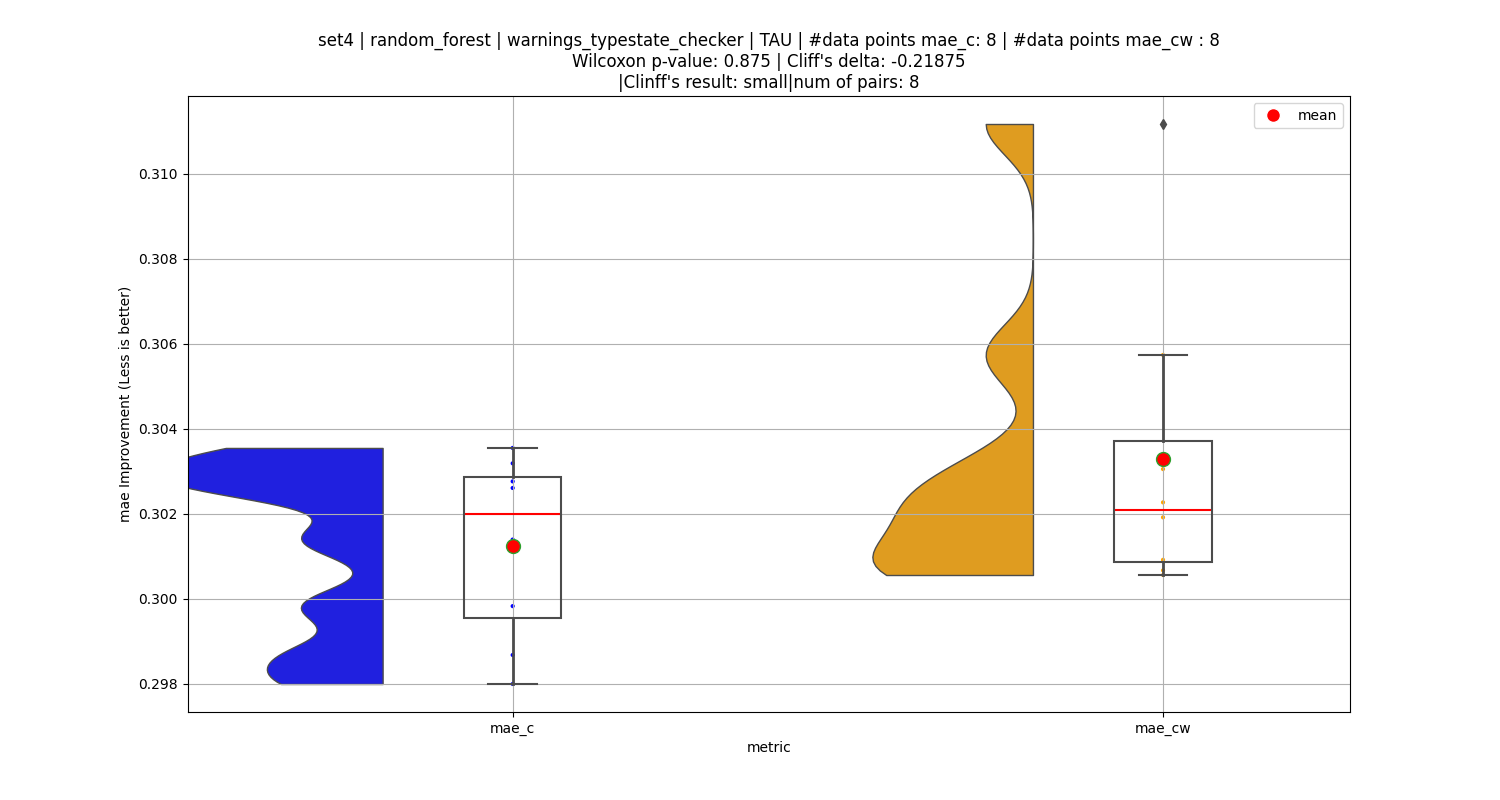 set4 | random_forest | warnings_typestate_checker | TAU | #data points mae_c: 8 | #data points mae_cw : 8
Wilcoxon p-value: 0.875 | Cliff's delta: -0.21875
|Clinff's result: small|num of pairs: 8
mean
0.310
0.308
0.306
0.304
0.302
0.300
0.298
mae Improvement (Less is better)
mae_c
mae_cw
metric